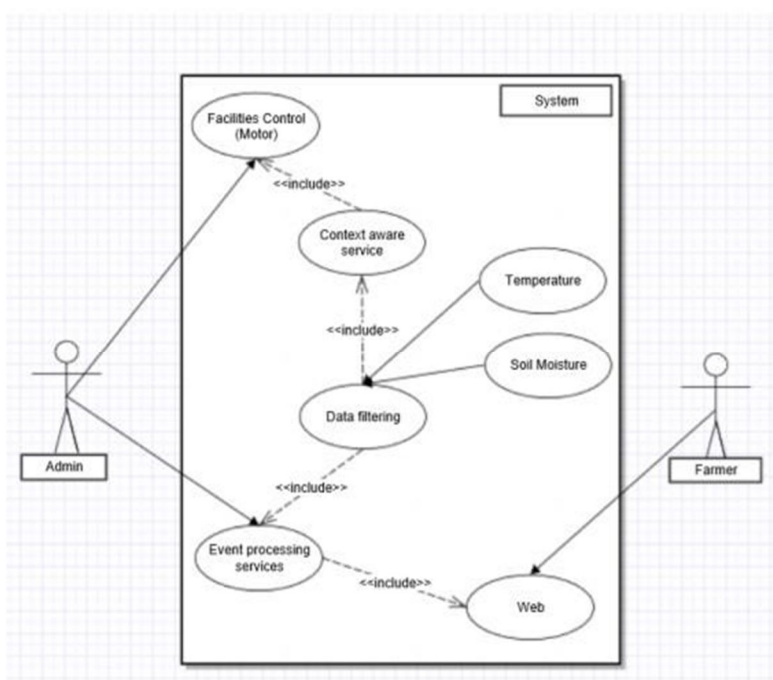 System
Facilities Control
(Motor)
<<include>>
Context aware
service
Temperature
<<include>>
Soil Moisture
Data filtering
Admin
Farmer
<<include>>
Event processing
services
<<include>>
Web